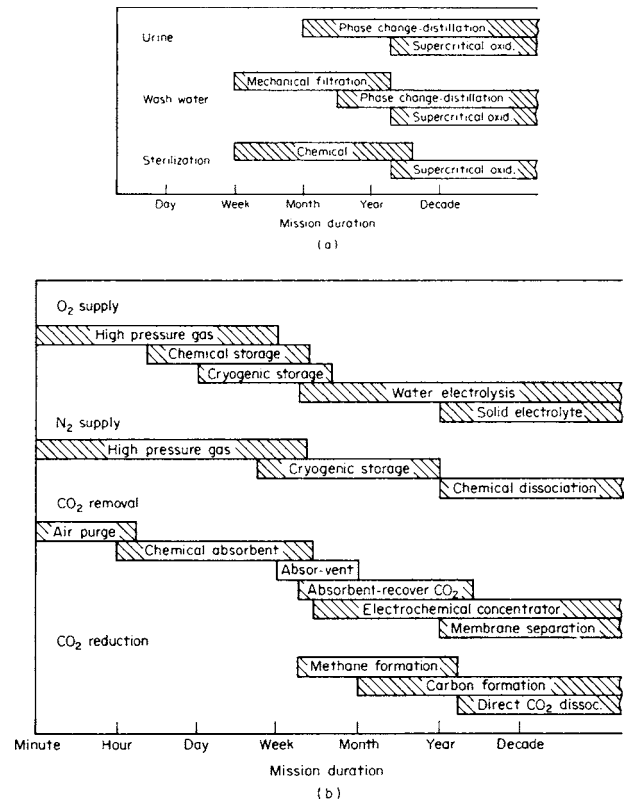 Urine
Phase change-distillation
Supercritical oxid.
Mechanical filtration
Wash water
Phase change-distillation
Supercritical oxid.
Sterilization
Chemical
Supercritical oxid.
Day Week Month Year Decade
Mission duration
(a)
O₂ supply
High pressure gas
Chemical storage
Cryogenic storage
Water electrolysis
Solid electrolyte
N₂ supply
High pressure gas
Cryogenic storage
Chemical dissociation
CO₂ removal
Air purge
Chemical absorbent
Absor-vent
Absorbent-recover CO₂
Electrochemical concentrator
Membrane separation
CO₂ reduction
Methane formation
Carbon formation
Direct CO₂ dissoc.
Minute Hour Day Week Month Year Decade
Mission duration
(b)